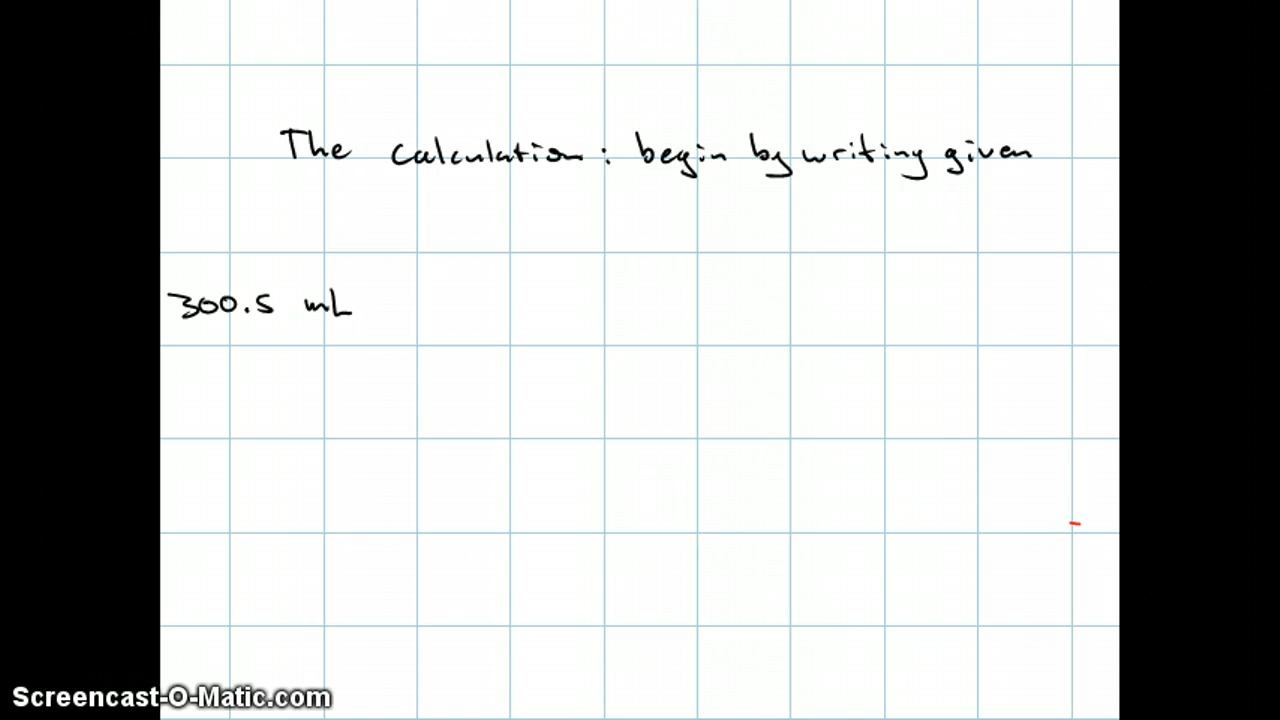 The calculation: begin by writing given
300.5 mL
Screencast-O-Matic.com